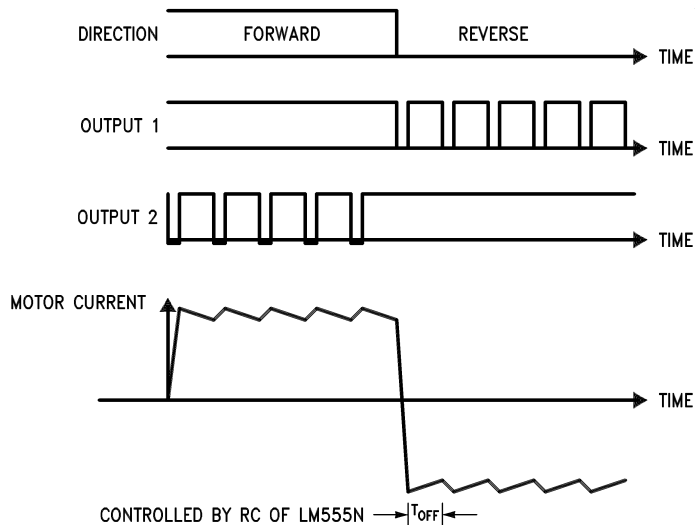 DIRECTION FORWARD REVERSE
TIME
OUTPUT 1
TIME
OUTPUT 2
TIME
MOTOR CURRENT
TIME
CONTROLLED BY RC OF LM555N TOFF